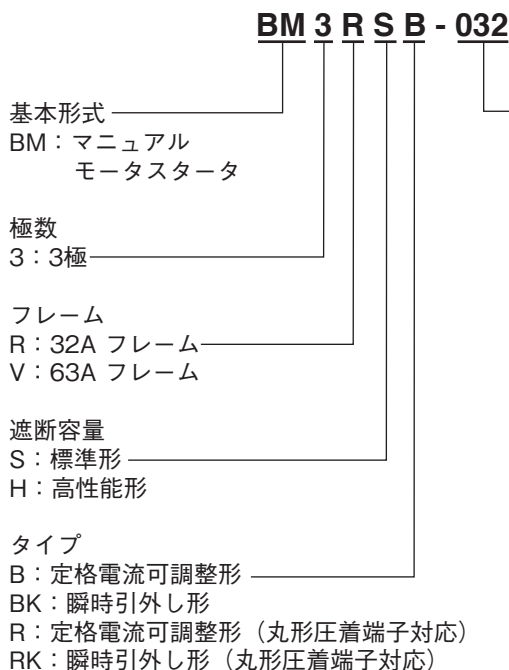 BM 3 R S B - 032
基本形式
BM：マニュアル
モータスタータ
極数
3：3極
フレーム
R：32A フレーム
V：63A フレーム
遮断容量
S：標準形
H：高性能形
タイプ
B：定格電流可調整形
BK：瞬時引外し形
R：定格電流可調整形（丸形圧着端子対応）
RK：瞬時引外し形（丸形圧着端子対応）